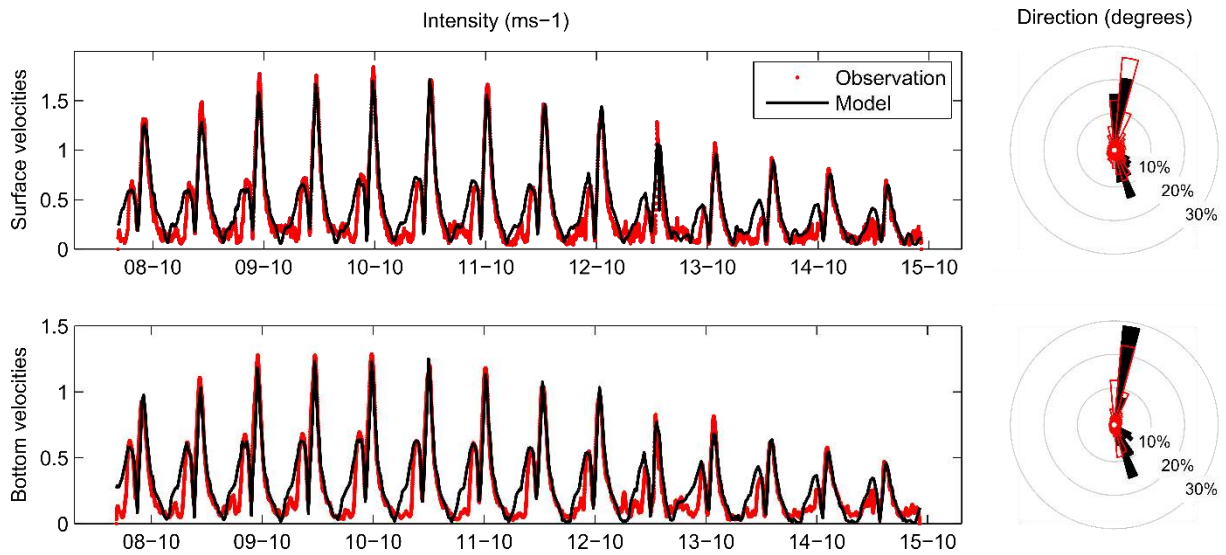 Intensity (ms−1)
Direction (degrees)
Surface velocities
1.5
1
0.5
0
Observation
Model
08−10 09−10 10−10 11−10 12−10 13−10 14−10 15−10
10%
20%
30%
Bottom velocities
1.5
1
0.5
0
08−10 09−10 10−10 11−10 12−10 13−10 14−10 15−10
10%
20%
30%